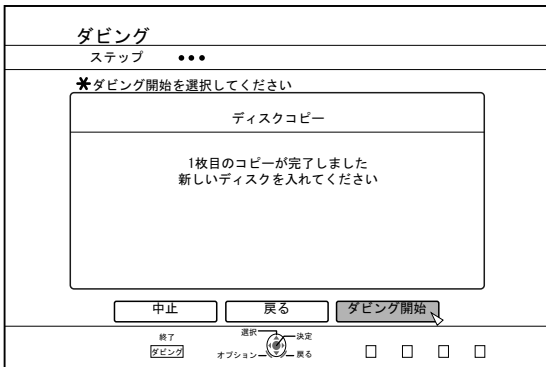 ダビング
ステップ ●●●
*ダビング開始を選択してください
ディスクコピー
1枚目のコピーが完了しました
新しいディスクを入れてください
中止 戻る ダビング開始
終了 選択 決定
ダビング オプション 戻る